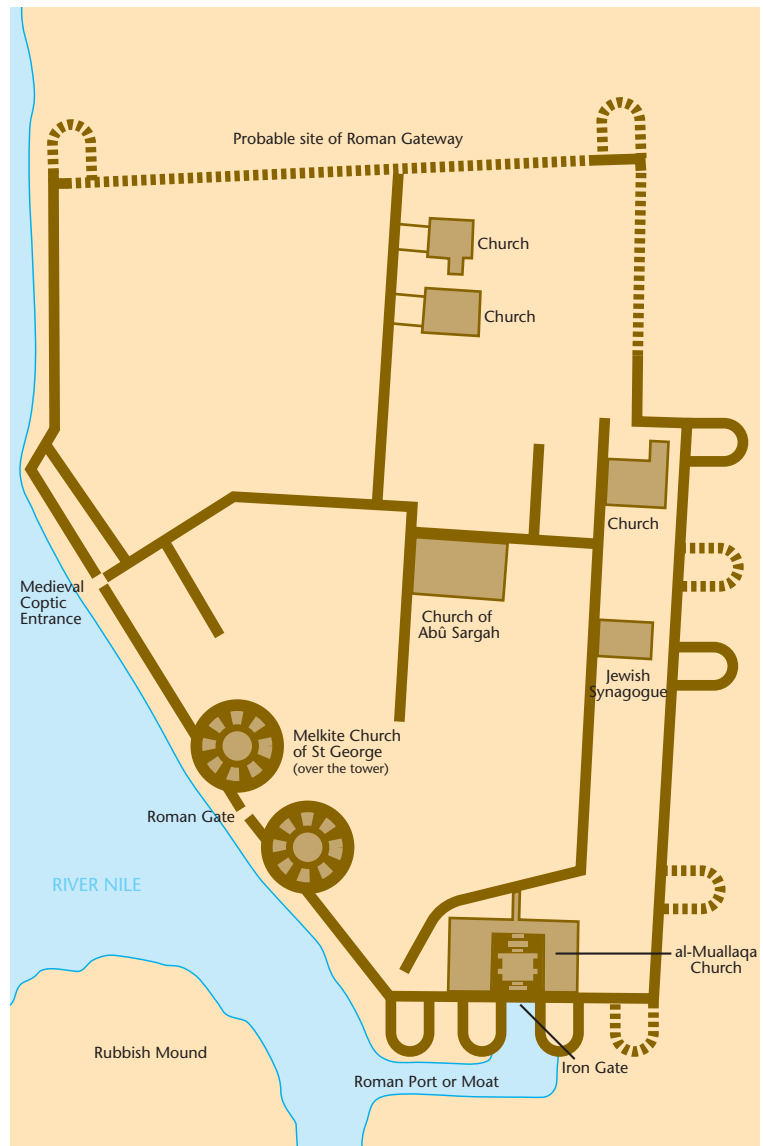 Probable site of Roman Gateway
Church
Church
Church
Medieval
Coptic
Entrance
Church of
Abû Sargah
Jewish
Synagogue
Melkite Church
of St George
(over the tower)
Roman Gate
RIVER NILE
al-Muallaqa
Church
Rubbish Mound
Iron Gate
Roman Port or Moat